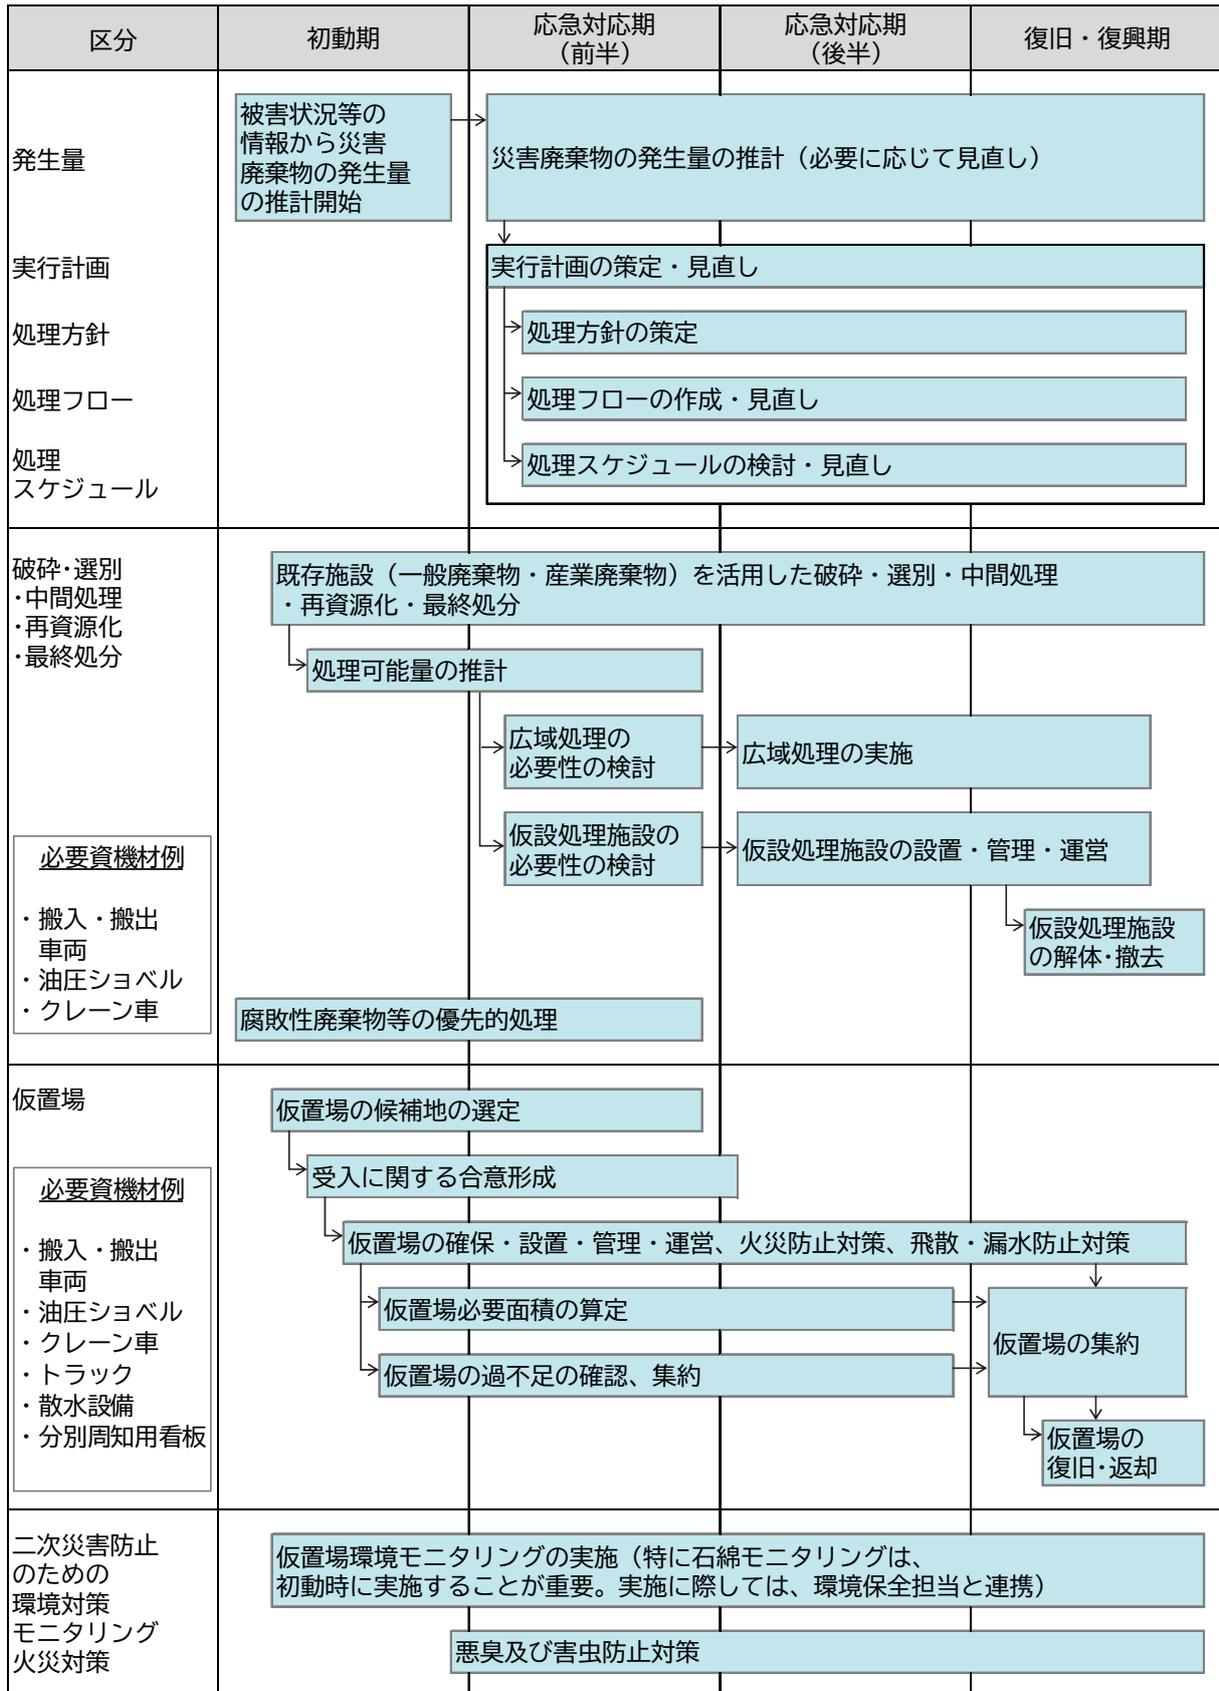 区分
初動期
応急対応期
（前半）
応急対応期
（後半）
復旧・復興期
発生量
被害状況等の
情報から災害
廃棄物の発生量
の推計開始
災害廃棄物の発生量の推計（必要に応じて見直し）
実行計画
実行計画の策定・見直し
処理方針
処理方針の策定
処理フロー
処理フローの作成・見直し
処理
スケジュール
処理スケジュールの検討・見直し
破砕･選別
･中間処理
･再資源化
･最終処分
既存施設（一般廃棄物・産業廃棄物）を活用した破砕・選別・中間処理
・再資源化・最終処分
処理可能量の推計
広域処理の
必要性の検討
広域処理の実施
仮設処理施設の
必要性の検討
仮設処理施設の設置・管理・運営
仮設処理施設
の解体･撤去
必要資機材例
・搬入・搬出
車両
・油圧ショベル
・クレーン車
腐敗性廃棄物等の優先的処理
仮置場
仮置場の候補地の選定
受入に関する合意形成
仮置場の確保・設置・管理・運営、火災防止対策、飛散・漏水防止対策
仮置場必要面積の算定
仮置場の過不足の確認、集約
仮置場の集約
仮置場の
復旧･返却
必要資機材例
・搬入・搬出
車両
・油圧ショベル
・クレーン車
・トラック
・散水設備
・分別周知用看板
二次災害防止
のための
環境対策
モニタリング
火災対策
仮置場環境モニタリングの実施（特に石綿モニタリングは、
初動時に実施することが重要。実施に際しては、環境保全担当と連携）
悪臭及び害虫防止対策